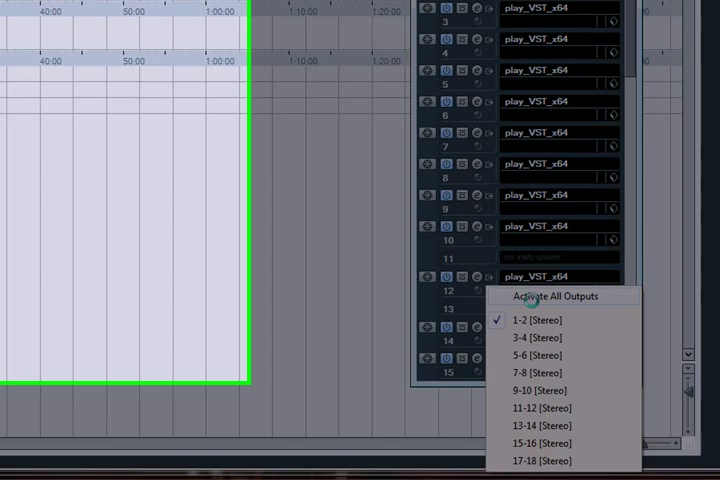 40:00 50:00 1:00:00 1:10:00 1:20:00
40:00 50:00 1:00:00 1:10:00 1:20:00
play_VST_x64
3
play_VST_x64
4
play_VST_x64
5
play_VST_x64
6
play_VST_x64
7
play_VST_x64
8
play_VST_x64
9
play_VST_x64
10
11 no instrument
play_VST_x64
12
13
14
15
Activate All Outputs
1-2 [Stereo]
3-4 [Stereo]
5-6 [Stereo]
7-8 [Stereo]
9-10 [Stereo]
11-12 [Stereo]
13-14 [Stereo]
15-16 [Stereo]
17-18 [Stereo]